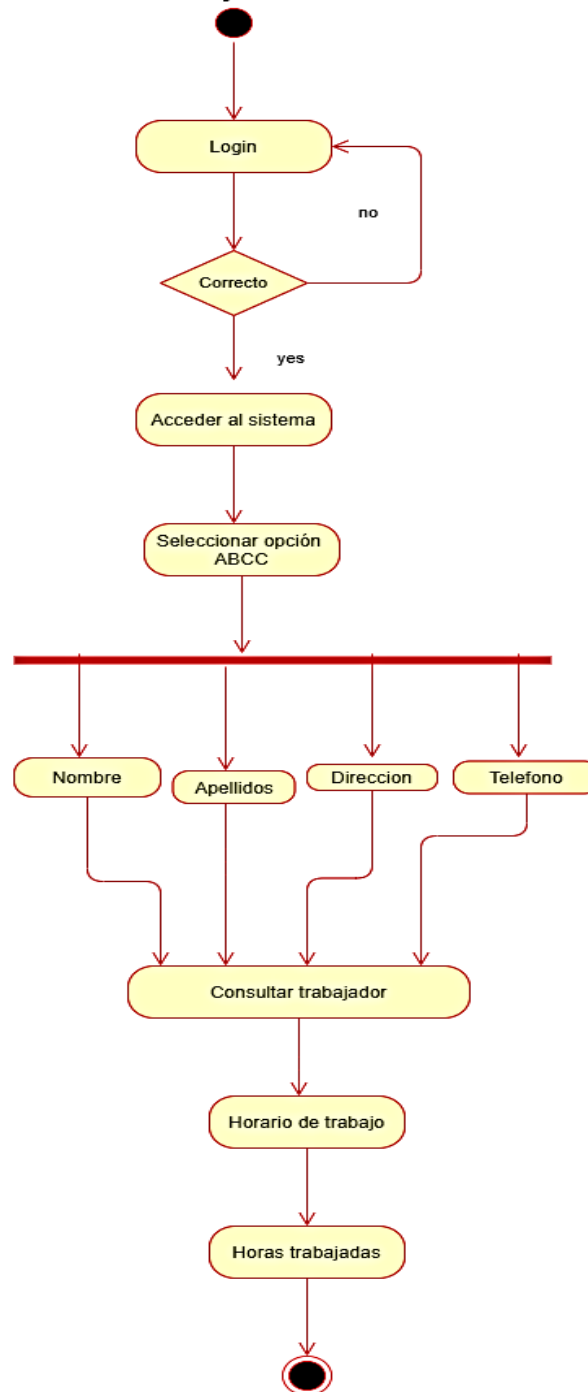 Login
no
Correcto
yes
Acceder al sistema
Seleccionar opción
ABCC
Nombre
Apellidos
Direccion
Telefono
Consultar trabajador
Horario de trabajo
Horas trabajadas